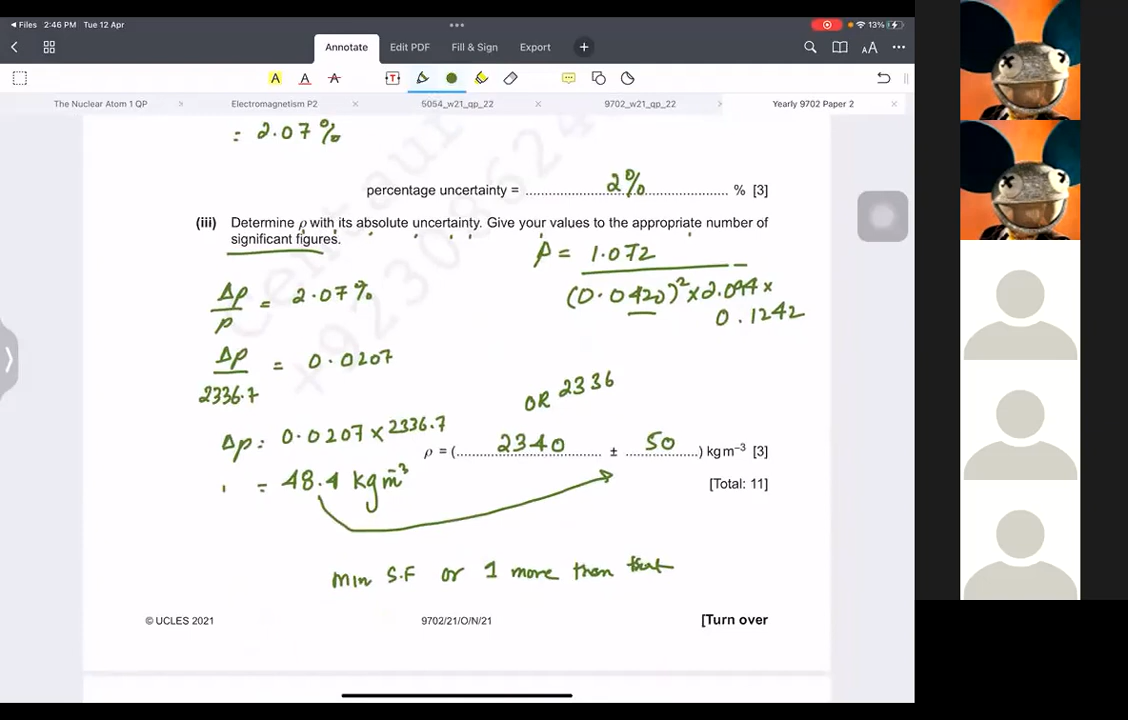 Files 2:46 PM Tue 12 Apr 13%
Annotate Edit PDF Fill & Sign Export
The Nuclear Atom 1 QP Electromagnetism P2 5054_w21_qp_22 9702_w21_qp_22 Yearly 9702 Paper 2
= 2.07%
percentage uncertainty = 2% % [3]
(iii) Determine ρ with its absolute uncertainty. Give your values to the appropriate number of
significant figures.
ρ = 1.072
(0.0420)² × 2.094 ×
0.1242
Δρ = 2.07%
ρ
Δρ = 0.0207
2336.7
OR 2336
Δρ = 0.0207 × 2336.7
ρ = ( 2340 ± 50 ) kg m⁻³ [3]
= 48.4 kg m⁻³
[Total: 11]
Min S.F or 1 more than that
© UCLES 2021 9702/21/O/N/21 [Turn over